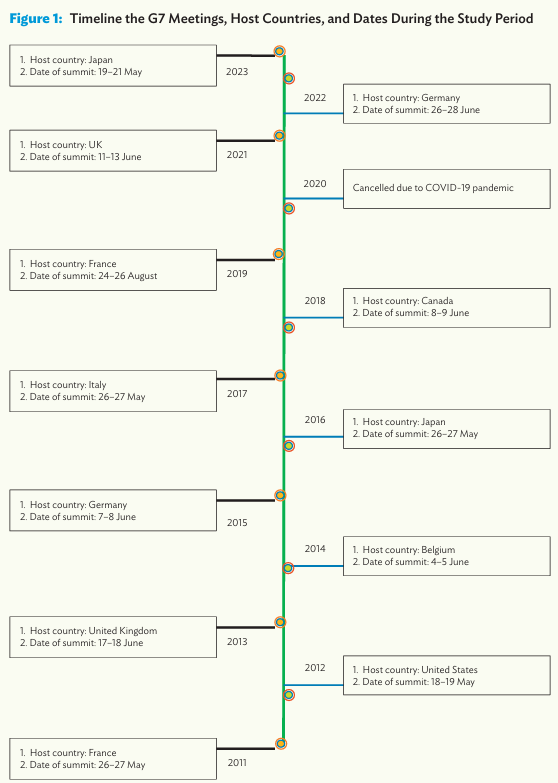 Figure 1: Timeline the G7 Meetings, Host Countries, and Dates During the Study Period
1. Host country: Japan
2. Date of summit: 19–21 May
2023
2022
1. Host country: Germany
2. Date of summit: 26–28 June
1. Host country: UK
2. Date of summit: 11–13 June
2021
2020
Cancelled due to COVID-19 pandemic
1. Host country: France
2. Date of summit: 24–26 August
2019
2018
1. Host country: Canada
2. Date of summit: 8–9 June
1. Host country: Italy
2. Date of summit: 26–27 May
2017
2016
1. Host country: Japan
2. Date of summit: 26–27 May
1. Host country: Germany
2. Date of summit: 7–8 June
2015
2014
1. Host country: Belgium
2. Date of summit: 4–5 June
1. Host country: United Kingdom
2. Date of summit: 17–18 June
2013
2012
1. Host country: United States
2. Date of summit: 18–19 May
1. Host country: France
2. Date of summit: 26–27 May
2011